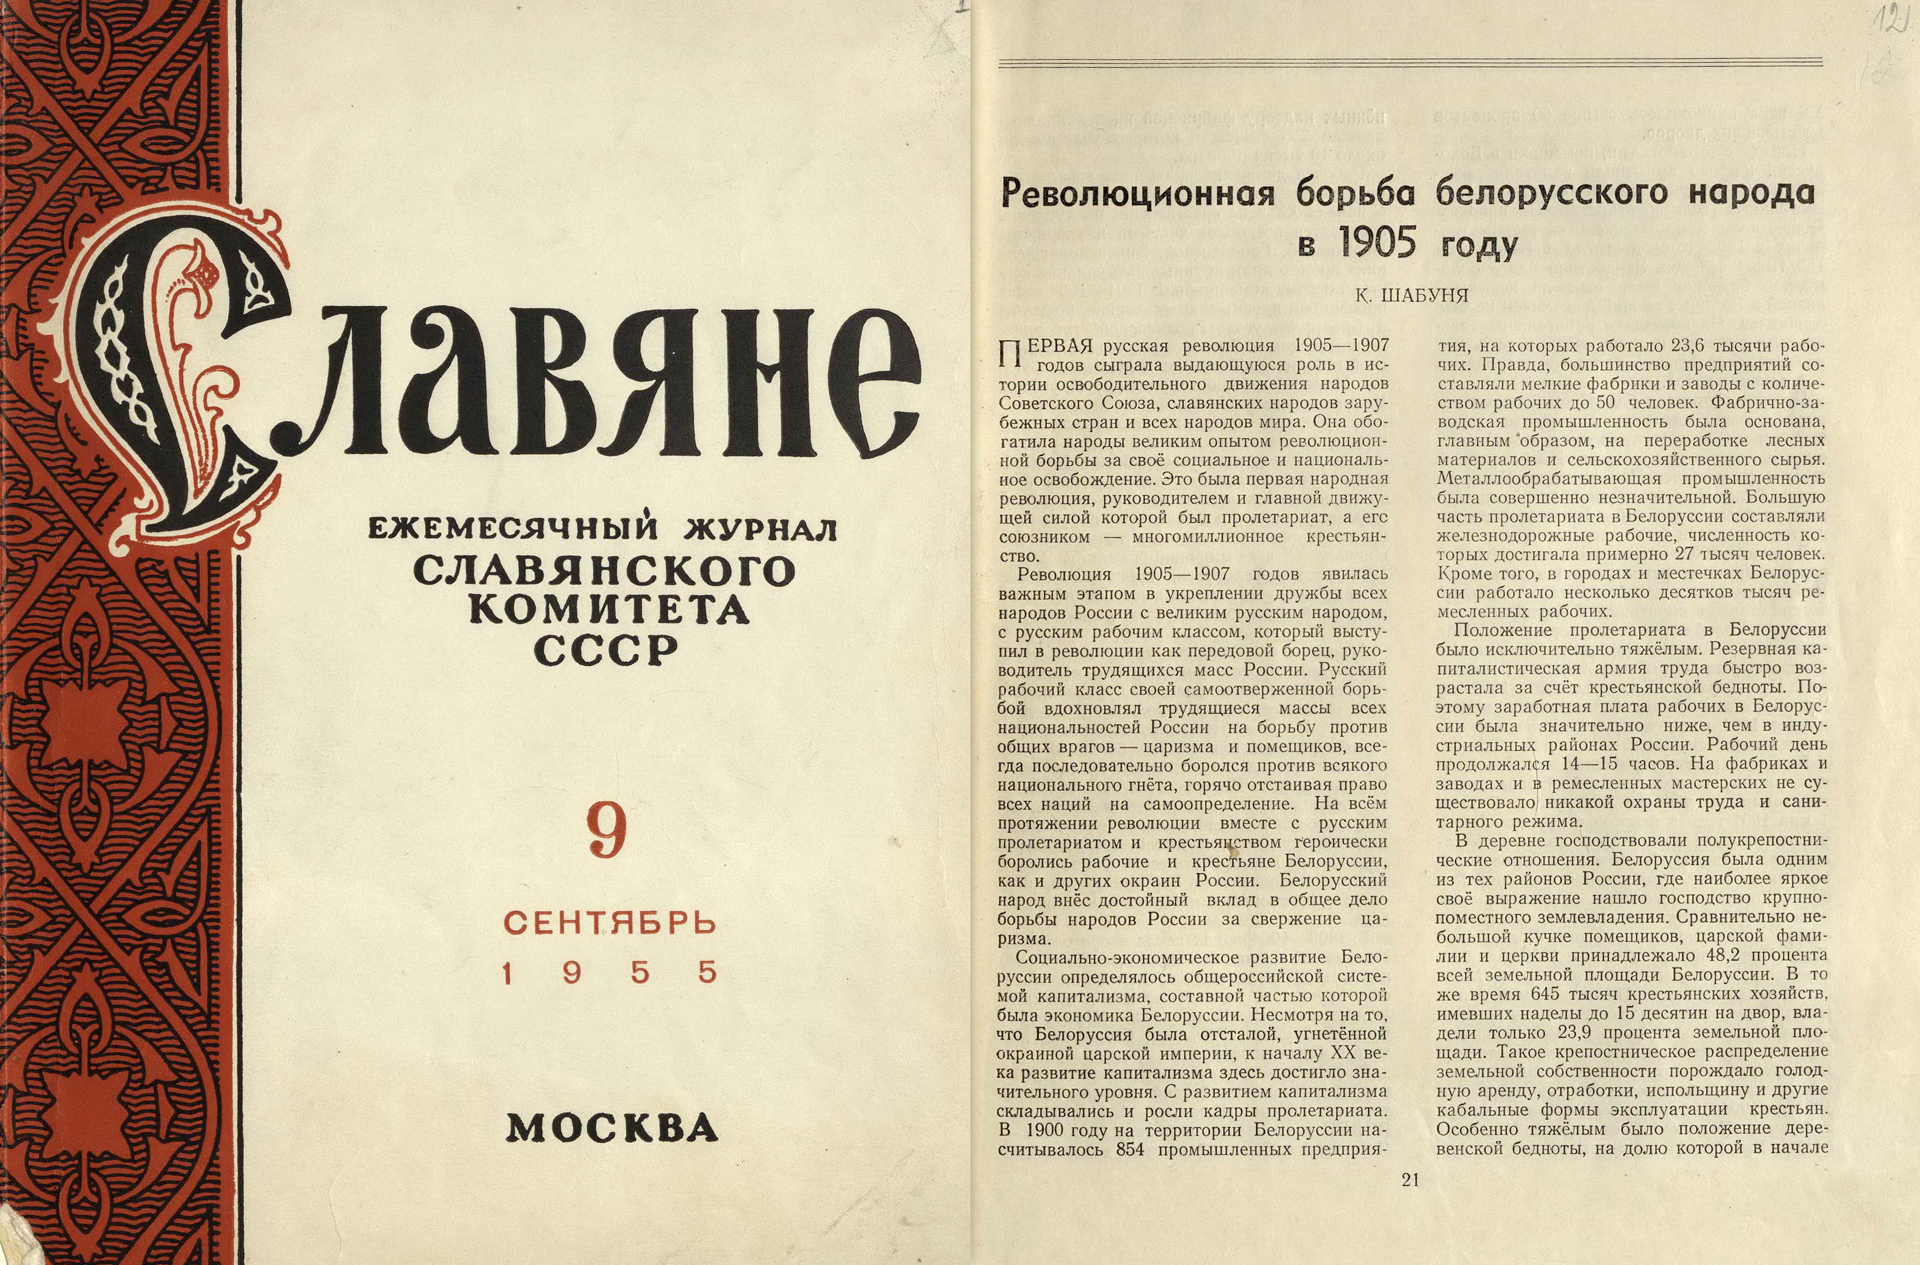 Славяне
ЕЖЕМЕСЯЧНЫЙ ЖУРНАЛ
СЛАВЯНСКОГО
КОМИТЕТА
СССР
9
СЕНТЯБРЬ
1955
МОСКВА
12
Революционная борьба белорусского народа
в 1905 году
К. ШАБУНЯ
ПЕРВАЯ русская революция 1905—1907
годов сыграла выдающуюся роль в ис-
тории освободительного движения народов
Советского Союза, славянских народов зару-
бежных стран и всех народов мира. Она обо-
гатила народы великим опытом революцион-
ной борьбы за своё социальное и националь-
ное освобождение. Это была первая народная
революция, руководителем и главной движу-
щей силой которой был пролетариат, а его
союзником — многомиллионное крестьян-
ство.
Революция 1905—1907 годов явилась
важным этапом в укреплении дружбы всех
народов России с великим русским народом,
с русским рабочим классом, который высту-
пил в революции как передовой борец, руко-
водитель трудящихся масс России. Русский
рабочий класс своей самоотверженной борь-
бой вдохновлял трудящиеся массы всех
национальностей России на борьбу против
общих врагов — царизма и помещиков, все-
гда последовательно боролся против всякого
национального гнёта, горячо отстаивая право
всех наций на самоопределение. На всём
протяжении революции вместе с русским
пролетариатом и крестьянством героически
боролись рабочие и крестьяне Белоруссии,
как и других окраин России. Белорусский
народ внёс достойный вклад в общее дело
борьбы народов России за свержение ца-
ризма.
Социально-экономическое развитие Бело-
руссии определялось общероссийской систе-
мой капитализма, составной частью которой
была экономика Белоруссии. Несмотря на то,
что Белоруссия была отсталой, угнетённой
окраиной царской империи, к началу XX ве-
ка развитие капитализма здесь достигло зна-
чительного уровня. С развитием капитализма
складывались и росли кадры пролетариата.
В 1900 году на территории Белоруссии на-
считывалось 854 промышленных предприя-
тия, на которых работало 23,6 тысячи рабо-
чих. Правда, большинство предприятий со-
ставляли мелкие фабрики и заводы с количе-
ством рабочих до 50 человек. Фабрично-за-
водская промышленность была основана,
главным образом, на переработке лесных
материалов и сельскохозяйственного сырья.
Металлообрабатывающая промышленность
была совершенно незначительной. Большую
часть пролетариата в Белоруссии составляли
железнодорожные рабочие, численность ко-
торых достигала примерно 27 тысяч человек.
Кроме того, в городах и местечках Белорус-
сии работало несколько десятков тысяч ре-
месленных рабочих.
Положение пролетариата в Белоруссии
было исключительно тяжёлым. Резервная ка-
питалистическая армия труда быстро воз-
растала за счёт крестьянской бедноты. По-
этому заработная плата рабочих в Белорус-
сии была значительно ниже, чем в инду-
стриальных районах России. Рабочий день
продолжался 14—15 часов. На фабриках и
заводах и в ремесленных мастерских не су-
ществовало никакой охраны труда и сани-
тарного режима.
В деревне господствовали полукрепостни-
ческие отношения. Белоруссия была одним
из тех районов России, где наиболее яркое
своё выражение нашло господство крупно-
поместного землевладения. Сравнительно не-
большой кучке помещиков, царской фами-
лии и церкви принадлежало 48,2 процента
всей земельной площади Белоруссии. В то
же время 645 тысяч крестьянских хозяйств,
имевших наделы до 15 десятин на двор, вла-
дели только 23,9 процента земельной пло-
щади. Такое крепостническое распределение
земельной собственности порождало голод-
ную аренду, отработки, испольщину и другие
кабальные формы эксплуатации крестьян.
Особенно тяжёлым было положение дере-
венской бедноты, на долю которой в начале
21